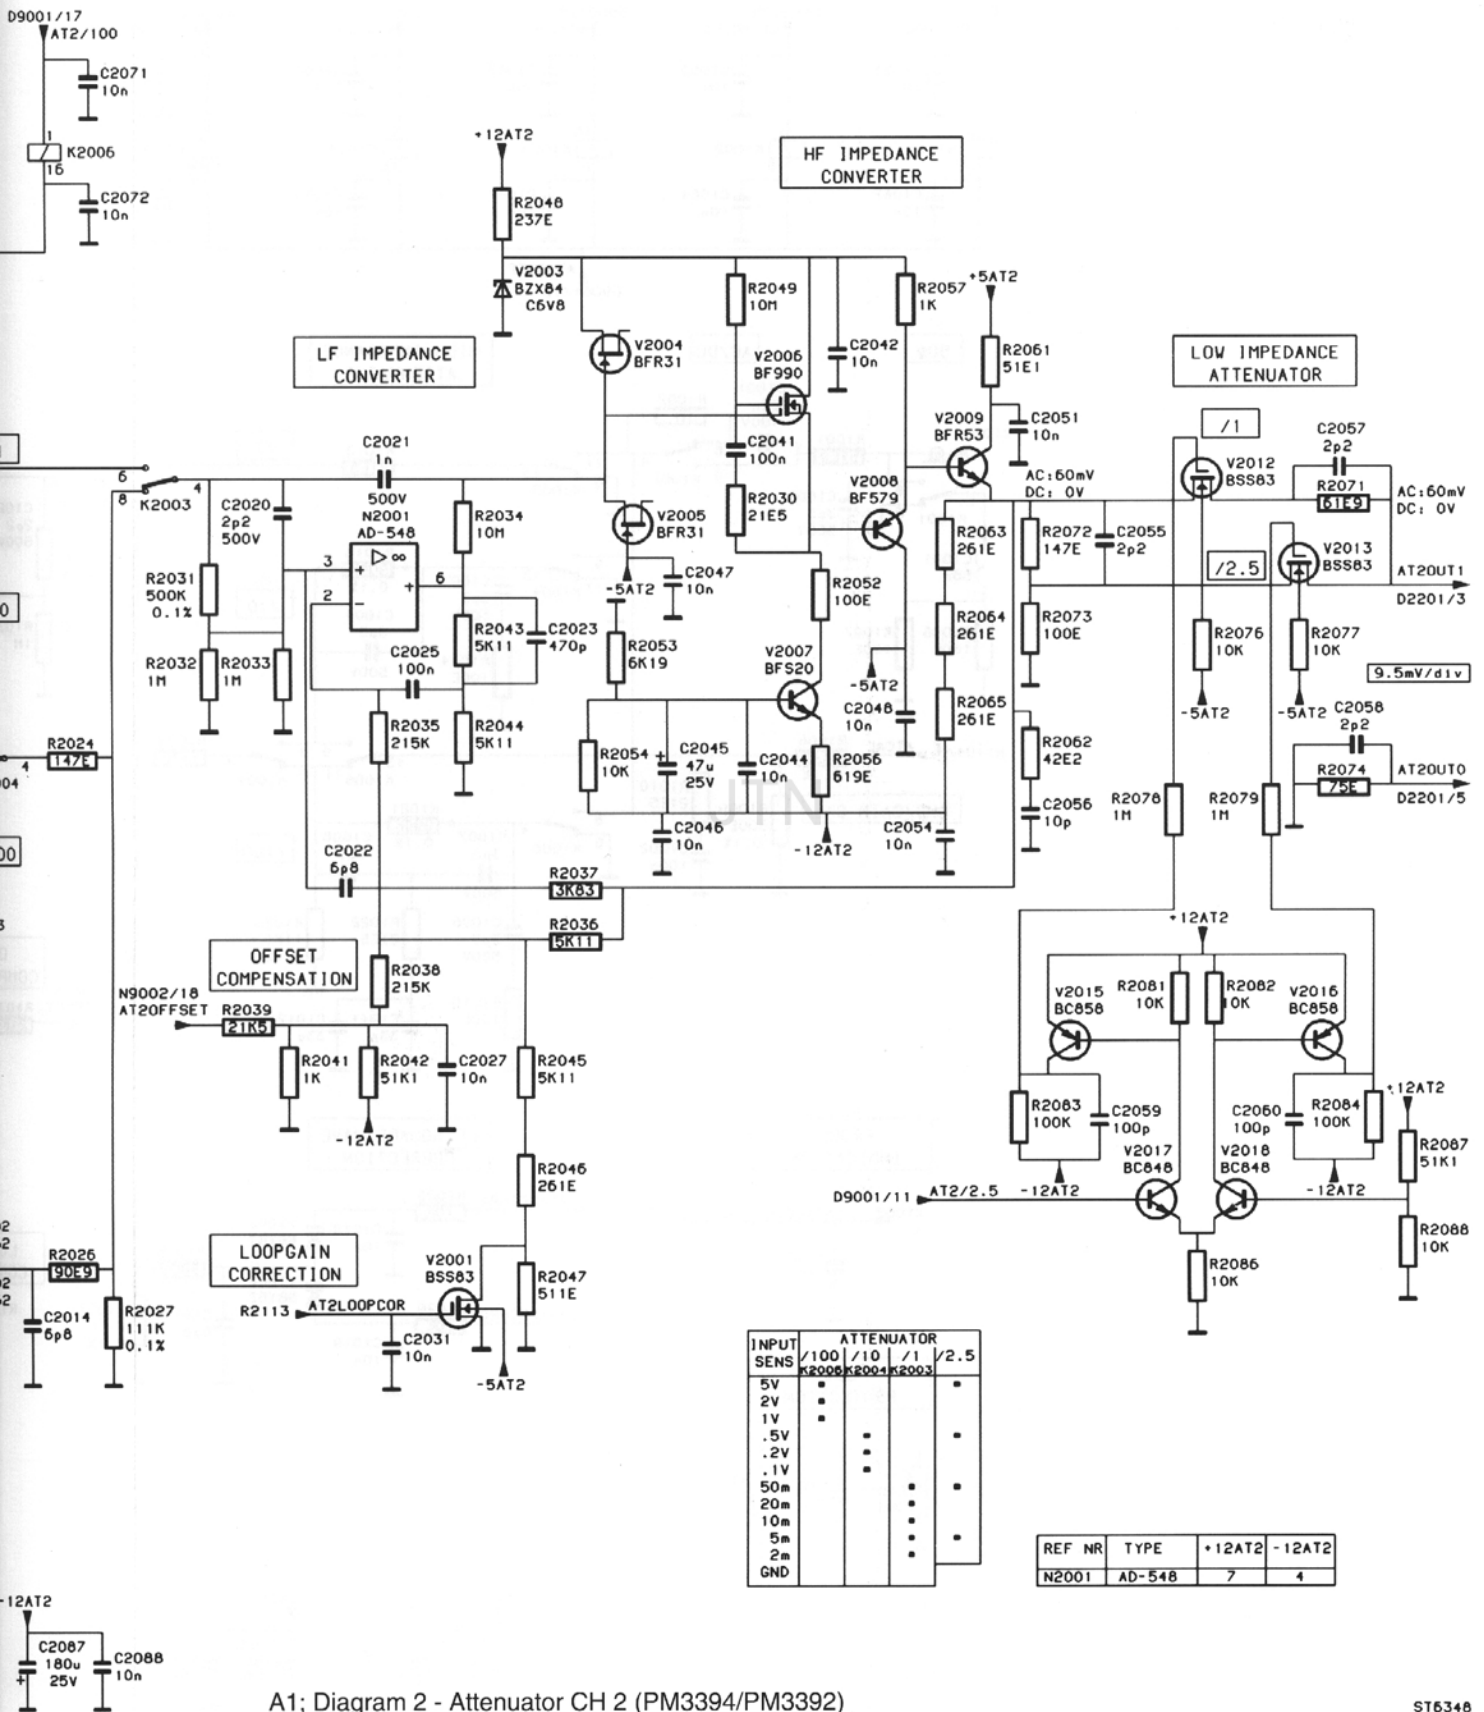 D9001/17
AT2/100
C2071
10n
1
K2006
16
C2072
10n
+12AT2
R2048
237E
V2003
BZX84
C6V8
HF IMPEDANCE
CONVERTER
LF IMPEDANCE
CONVERTER
V2004
BFR31
R2049
10M
V2006
BF990
C2042
10n
R2057
1K
+5AT2
R2061
51E1
LOW IMPEDANCE
ATTENUATOR
C2021
1n
500V
6
8
4
K2003
C2020
2p2
500V
N2001
AD-548
▷ ∞
3
+
2
-
6
+
R2034
10M
V2005
BFR31
C2041
100n
R2030
21E5
V2008
BF579
V2009
BFR53
C2051
10n
AC:60mV
DC: 0V
/1
V2012
BSS83
C2057
2p2
R2071
61E9
AC:60mV
DC: 0V
R2031
500K
0.1%
-5AT2
C2047
10n
R2052
100E
R2063
261E
R2072
147E
C2055
2p2
/2.5
V2013
BSS83
AT2OUT1
D2201/3
R2032
1M
R2033
1M
C2025
100n
R2043
5K11
C2023
470p
R2053
6K19
V2007
BFS20
-5AT2
R2064
261E
R2073
100E
R2076
10K
R2077
10K
9.5mV/div
R2035
215K
R2044
5K11
R2054
10K
C2045
47u
25V
+
C2044
10n
R2056
619E
C2048
10n
R2065
261E
R2062
42E2
-5AT2
-5AT2
C2058
2p2
R2074
75E
AT2OUT0
D2201/5
R2024
147E
4
JTN
C2046
10n
-12AT2
C2054
10n
C2056
10p
R2078
1M
R2079
1M
C2022
6p8
R2037
3K83
R2036
5K11
OFFSET
COMPENSATION
R2038
215K
N9002/18
AT2OFFSET
R2039
21K5
R2041
1K
R2042
51K1
C2027
10n
-12AT2
R2045
5K11
+12AT2
V2015
BC858
R2081
10K
R2082
10K
V2016
BC858
R2083
100K
C2059
100p
C2060
100p
R2084
100K
+12AT2
R2087
51K1
V2017
BC848
V2018
BC848
-12AT2
-12AT2
D9001/11
AT2/2.5
R2088
10K
R2086
10K
R2046
261E
LOOPGAIN
CORRECTION
V2001
BSS83
R2047
511E
R2113
AT2LOOPCOR
C2031
10n
-5AT2
R2026
90E9
C2014
6p8
R2027
111K
0.1%
INPUT
SENS
ATTENUATOR
/100 /10 /1 /2.5
K2006 K2004 K2003
5V
2V
1V
.5V
.2V
.1V
50m
20m
10m
5m
2m
GND
REF NR TYPE +12AT2 -12AT2
N2001 AD-548 7 4
-12AT2
C2087
180u
25V
+
C2088
10n
A1; Diagram 2 - Attenuator CH 2 (PM3394/PM3392)
ST6348